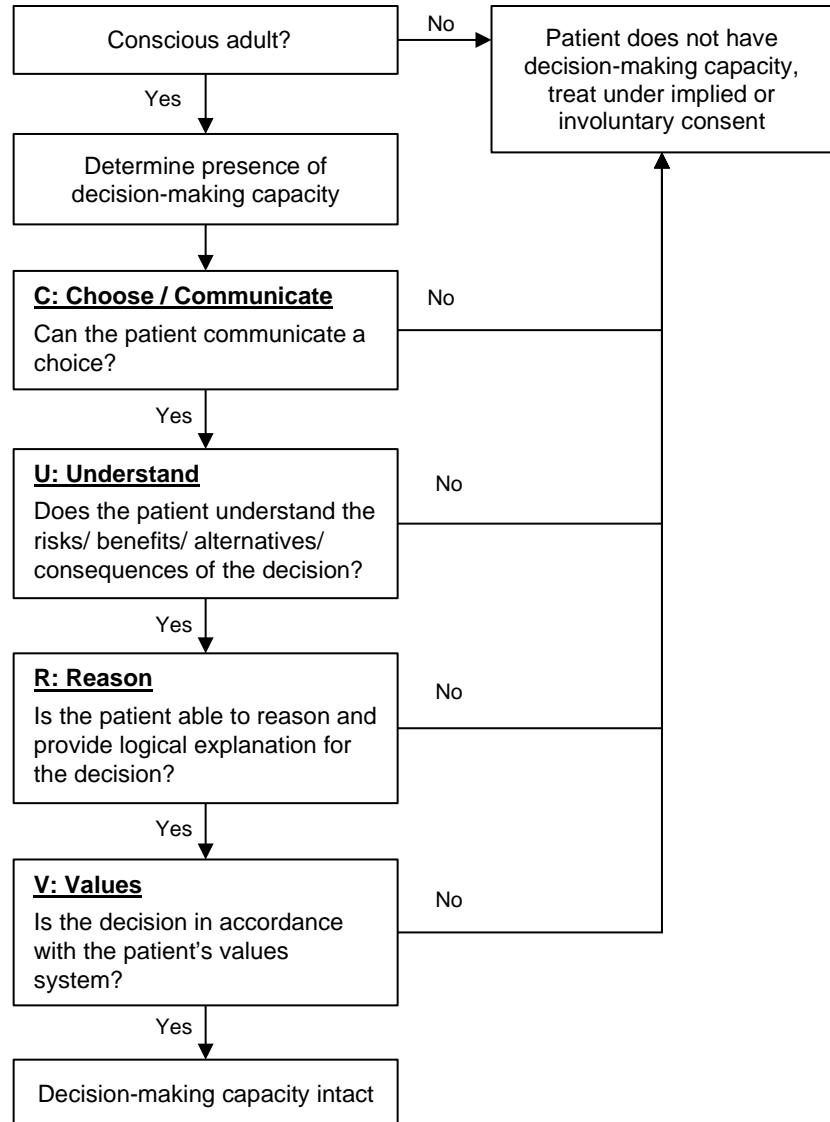 Conscious adult?
No
Patient does not have
decision-making capacity,
treat under implied or
involuntary consent
Yes
Determine presence of
decision-making capacity
C: Choose / Communicate
Can the patient communicate a
choice?
No
Yes
U: Understand
Does the patient understand the
risks/ benefits/ alternatives/
consequences of the decision?
No
Yes
R: Reason
Is the patient able to reason and
provide logical explanation for
the decision?
No
Yes
V: Values
Is the decision in accordance
with the patient’s values
system?
No
Yes
Decision-making capacity intact